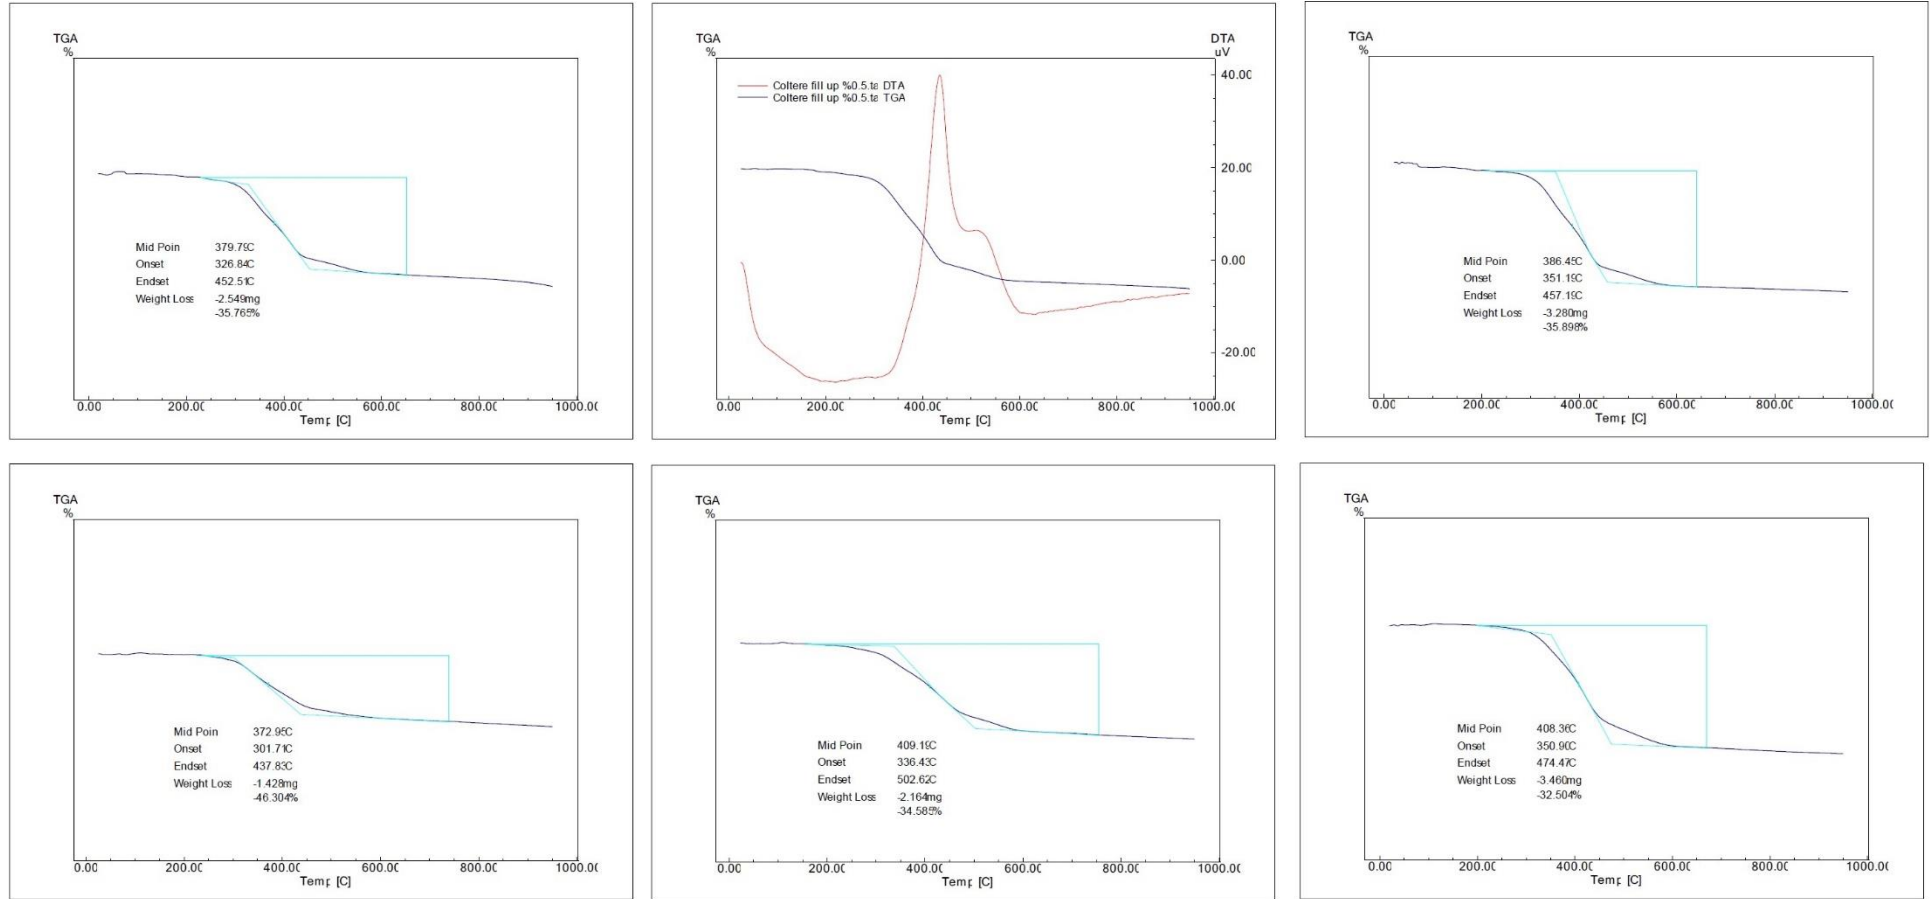 TGA
%
Mid Poin 379.79C
Onset 326.84C
Endset 452.51C
Weight Loss -2.549mg
-35.765%
0.00 200.00 400.00 600.00 800.00 1000.00
Temp [C]
TGA
%
DTA
uV
Coltere fill up %0.5.ta DTA
Coltere fill up %0.5.ta TGA
40.00
20.00
0.00
-20.00
0.00 200.00 400.00 600.00 800.00 1000.00
Temp [C]
TGA
%
Mid Poin 386.45C
Onset 351.19C
Endset 457.19C
Weight Loss -3.280mg
-35.898%
0.00 200.00 400.00 600.00 800.00 1000.00
Temp [C]
TGA
%
Mid Poin 372.95C
Onset 301.71C
Endset 437.83C
Weight Loss -1.428mg
-46.304%
0.00 200.00 400.00 600.00 800.00 1000.00
Temp [C]
TGA
%
Mid Poin 409.19C
Onset 336.43C
Endset 502.62C
Weight Loss -2.164mg
-34.585%
0.00 200.00 400.00 600.00 800.00 1000.00
Temp [C]
TGA
%
Mid Poin 408.36C
Onset 350.90C
Endset 474.47C
Weight Loss -3.460mg
-32.504%
0.00 200.00 400.00 600.00 800.00 1000.00
Temp [C]